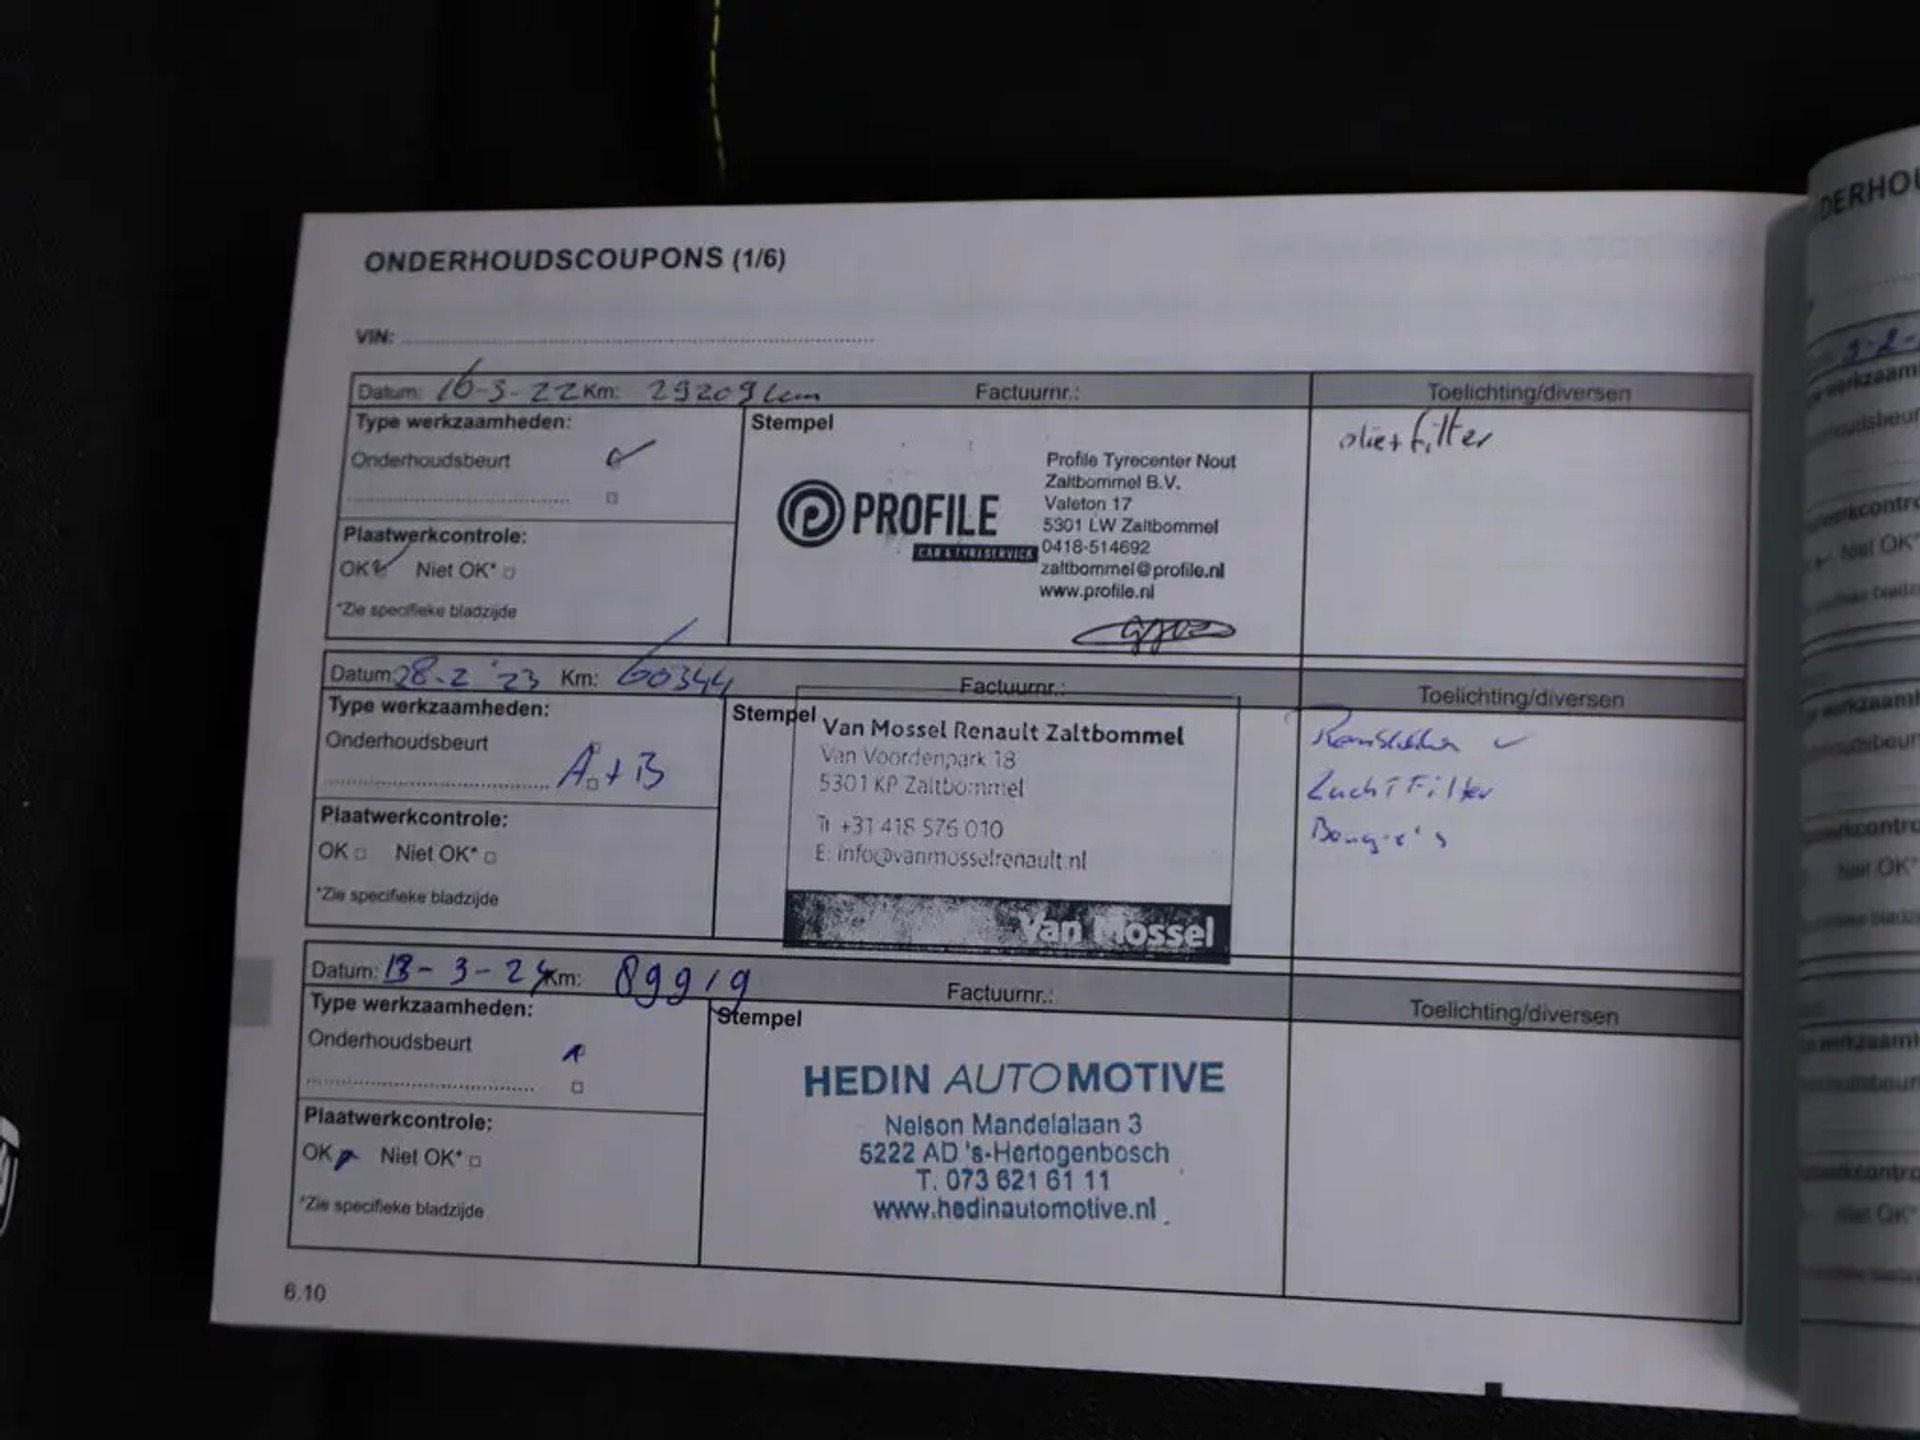 ONDERHOUDSCOUPONS (1/6)
VIN:
Datum: 16-3-22 Km: 29209 km Factuurnr.: Toelichting/diversen
Type werkzaamheden:
Stempel
olie+filter
Onderhoudsbeurt
PROFILE
CAR & TYRESERVICE
Profile Tyrecenter Nout
Zaltbommel B.V.
Valeton 17
5301 LW Zaltbommel
0418-514692
zaltbommel@profile.nl
www.profile.nl
Plaatwerkcontrole:
OK Niet OK*
*Zie specifieke bladzijde
Datum: 28-2 '23 Km: 60344 Factuurnr.: Toelichting/diversen
Type werkzaamheden:
Onderhoudsbeurt
A+B
Stempel
Van Mossel Renault Zaltbommel
Van Voordenpark 18
5301 KP Zaltbommel
T: +31 418 576 010
E: info@vanmosselrenault.nl
Van Mossel
LuchtFilter
Bougie's
Plaatwerkcontrole:
OK Niet OK*
*Zie specifieke bladzijde
Datum: 13-3-24 Km: 89919 Factuurnr.: Toelichting/diversen
Type werkzaamheden:
Stempel
Onderhoudsbeurt
HEDIN AUTOMOTIVE
Nelson Mandelalaan 3
5222 AD 's-Hertogenbosch
T. 073 621 61 11
www.hedinautomotive.nl
Plaatwerkcontrole:
OK Niet OK*
*Zie specifieke bladzijde
6.10